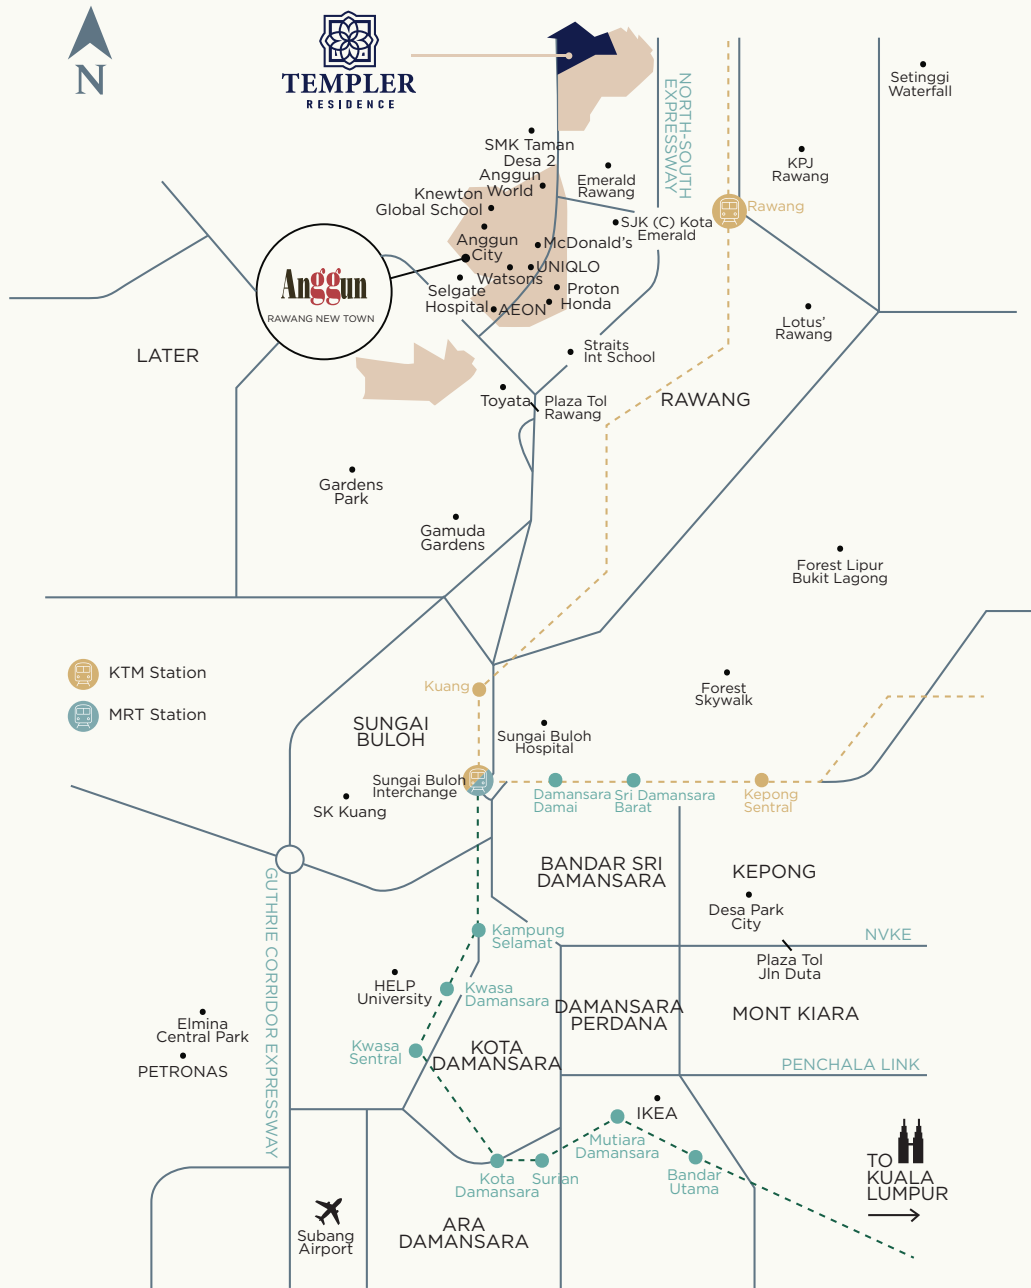 N
TEMPLER
RESIDENCE
NORTH-SOUTH
EXPRESSWAY
Setinggi
Waterfall
SMK Taman
Desa 2
Anggun
World
Knewton
Global School
Emerald
Rawang
KPJ
Rawang
Rawang
SJK (C) Kota
Emerald
Anggun
City
McDonald's
Watsons
UNIQLO
Selgate
Hospital
AEON
Proton
Honda
Anggun
RAWANG NEW TOWN
LATER
Lotus'
Rawang
Straits
Int School
Toyata
Plaza Tol
Rawang
RAWANG
Gardens
Park
Gamuda
Gardens
Forest Lipur
Bukit Lagong
KTM Station
MRT Station
Kuang
Forest
Skywalk
SUNGAI
BULOH
Sungai Buloh
Hospital
Sungai Buloh
Interchange
SK Kuang
Damansara
Damai
Sri Damansara
Barat
Kepong
Sentral
BANDAR SRI
DAMANSARA
KEPONG
Desa Park
City
GUTHRIE CORRIDOR EXPRESSWAY
Kampung
Selamat
NVKE
Plaza Tol
Jln Duta
HELP
University
Kwasa
Damansara
DAMANSARA
PERDANA
MONT KIARA
Elmina
Central Park
PETRONAS
Kwasa
Sentral
KOTA
DAMANSARA
PENCHALA LINK
IKEA
Mutiara
Damansara
Kota
Damansara
Surian
Bandar
Utama
TO
KUALA
LUMPUR
Subang
Airport
ARA
DAMANSARA